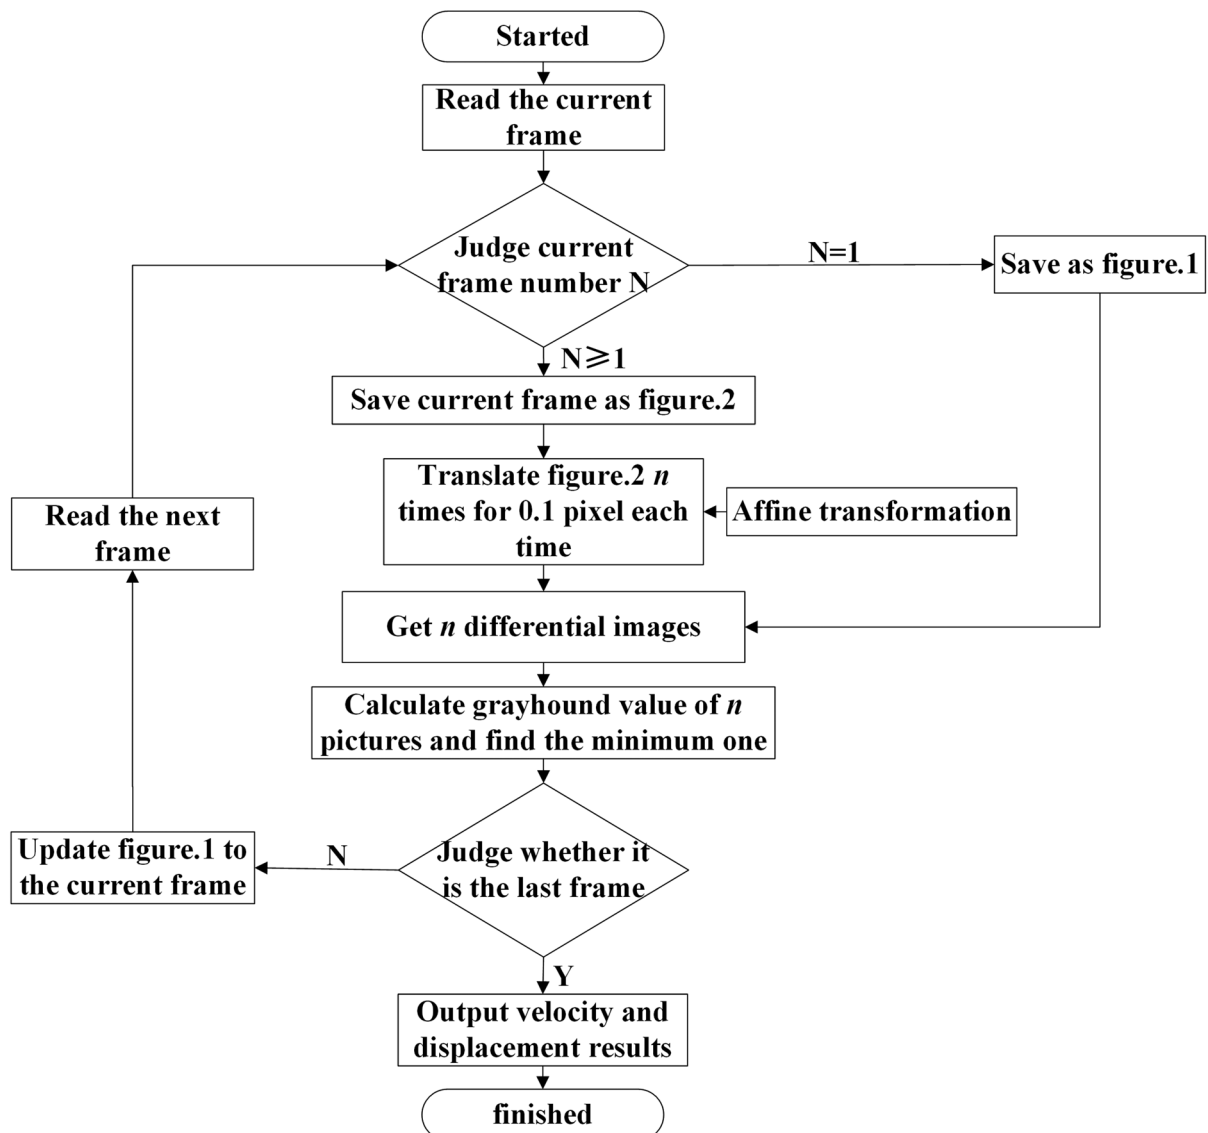 Started
Read the current
frame
Judge current
frame number N
N=1
Save as figure.1
N⩾1
Save current frame as figure.2
Translate figure.2 n
times for 0.1 pixel each
time
Affine transformation
Read the next
frame
Get n differential images
Calculate grayhound value of n
pictures and find the minimum one
Judge whether it
is the last frame
N
Update figure.1 to
the current frame
Y
Output velocity and
displacement results
finished